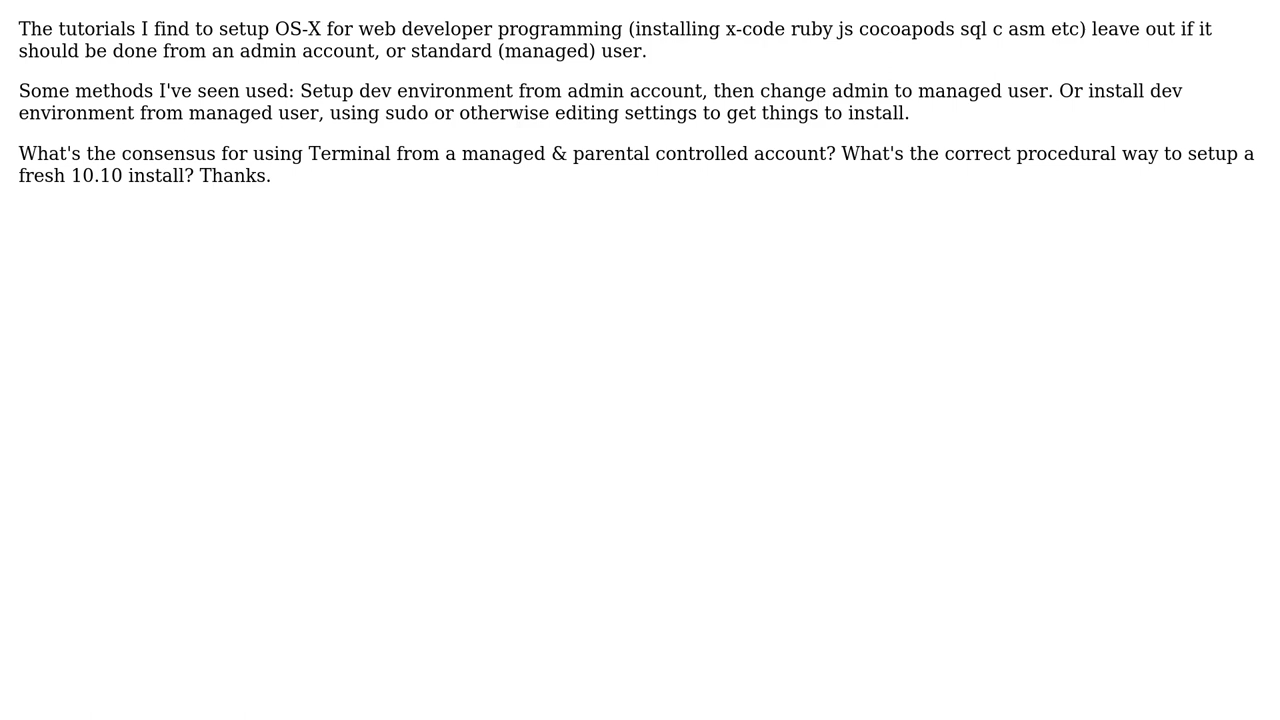 The tutorials I find to setup OS-X for web developer programming (installing x-code ruby js cocoapods sql c asm etc) leave out if it
should be done from an admin account, or standard (managed) user.
Some methods I've seen used: Setup dev environment from admin account, then change admin to managed user. Or install dev
environment from managed user, using sudo or otherwise editing settings to get things to install.
What's the consensus for using Terminal from a managed & parental controlled account? What's the correct procedural way to setup a
fresh 10.10 install? Thanks.